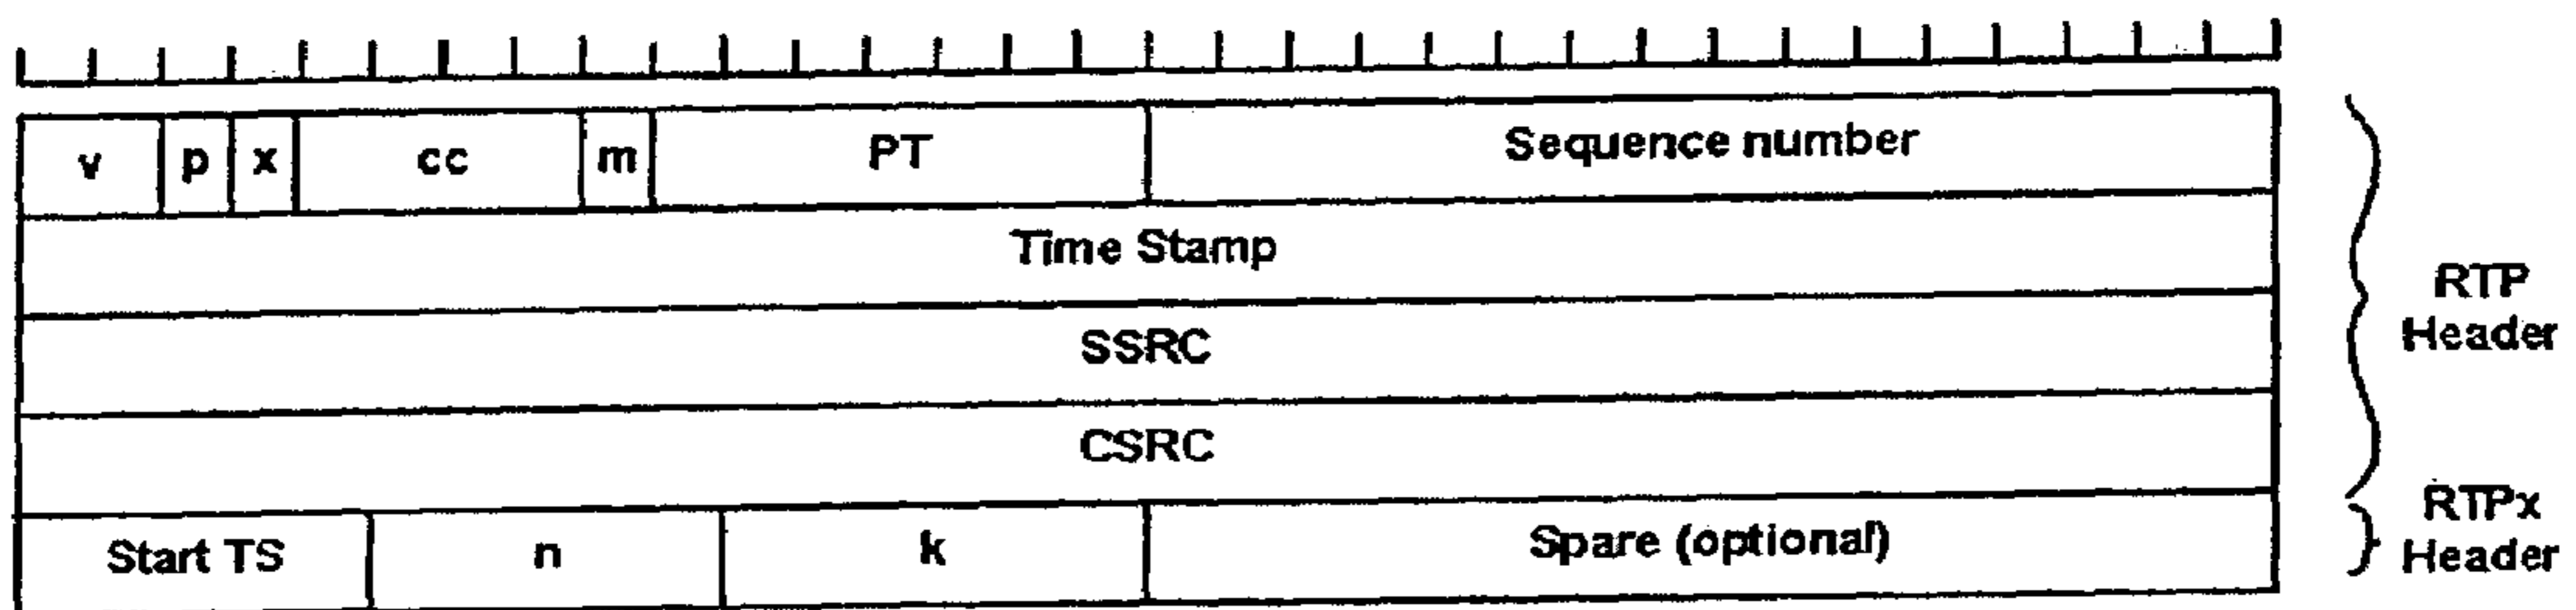 v p x cc m PT Sequence number
Time Stamp
SSRC
CSRC
Start TS n k Spare (optional)
RTP
Header
RTPx
Header